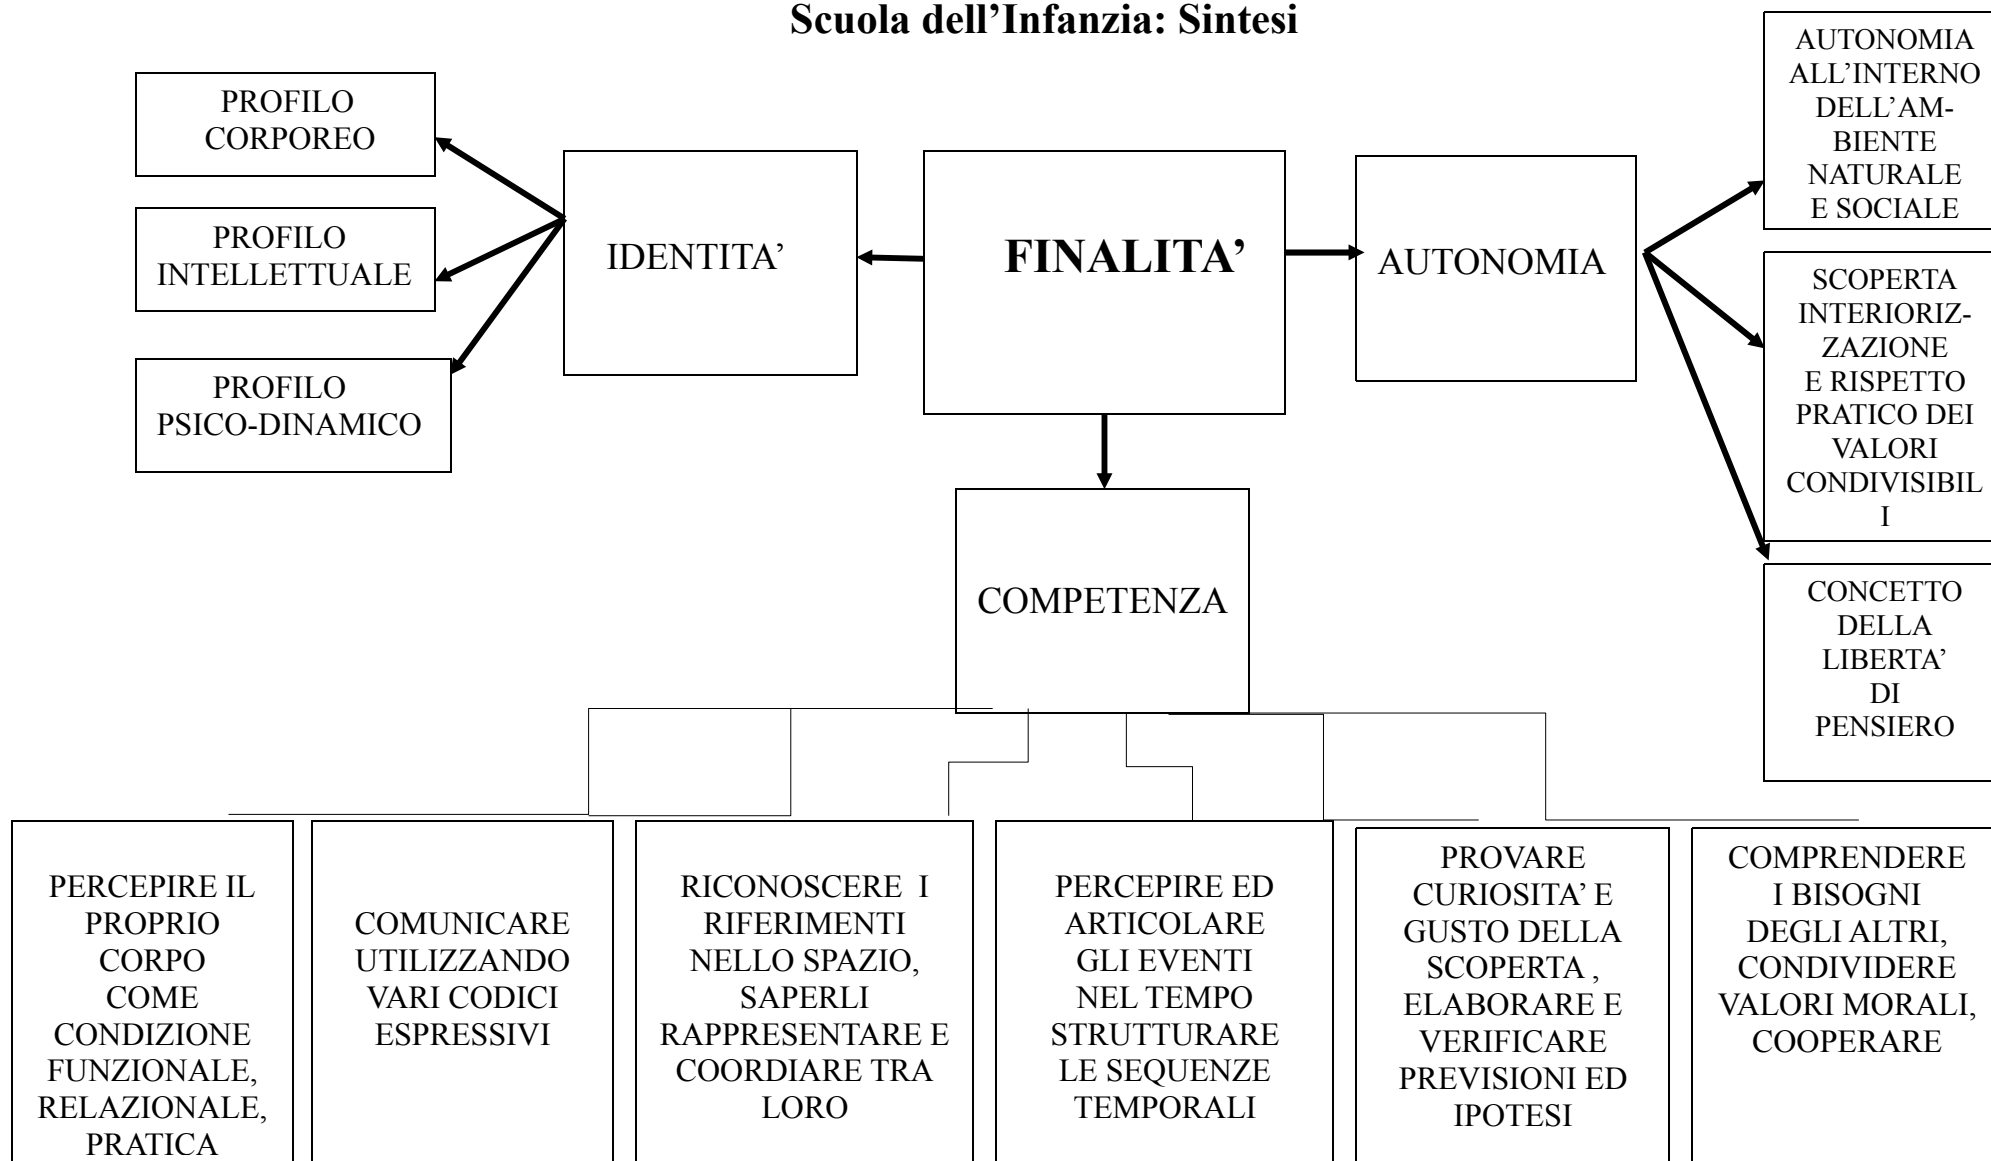 Scuola dell’Infanzia: Sintesi
PROFILO
CORPOREO
PROFILO
INTELLETTUALE
PROFILO
PSICO-DINAMICO
IDENTITA’
FINALITA’
AUTONOMIA
AUTONOMIA
ALL’INTERNO
DELL’AM-
BIENTE
NATURALE
E SOCIALE
SCOPERTA
INTERIORIZ-
ZAZIONE
E RISPETTO
PRATICO DEI
VALORI
CONDIVISIBIL
I
CONCETTO
DELLA
LIBERTA’
DI
PENSIERO
COMPETENZA
PERCEPIRE IL
PROPRIO
CORPO
COME
CONDIZIONE
FUNZIONALE,
RELAZIONALE,
PRATICA
COMUNICARE
UTILIZZANDO
VARI CODICI
ESPRESSIVI
RICONOSCERE  I
RIFERIMENTI
NELLO SPAZIO,
SAPERLI
RAPPRESENTARE E
COORDIARE TRA
LORO
PERCEPIRE ED
ARTICOLARE
GLI EVENTI
NEL TEMPO
STRUTTURARE
LE SEQUENZE
TEMPORALI
PROVARE
CURIOSITA’ E
GUSTO DELLA
SCOPERTA ,
ELABORARE E
VERIFICARE
PREVISIONI ED
IPOTESI
COMPRENDERE
I BISOGNI
DEGLI ALTRI,
CONDIVIDERE
VALORI MORALI,
COOPERARE